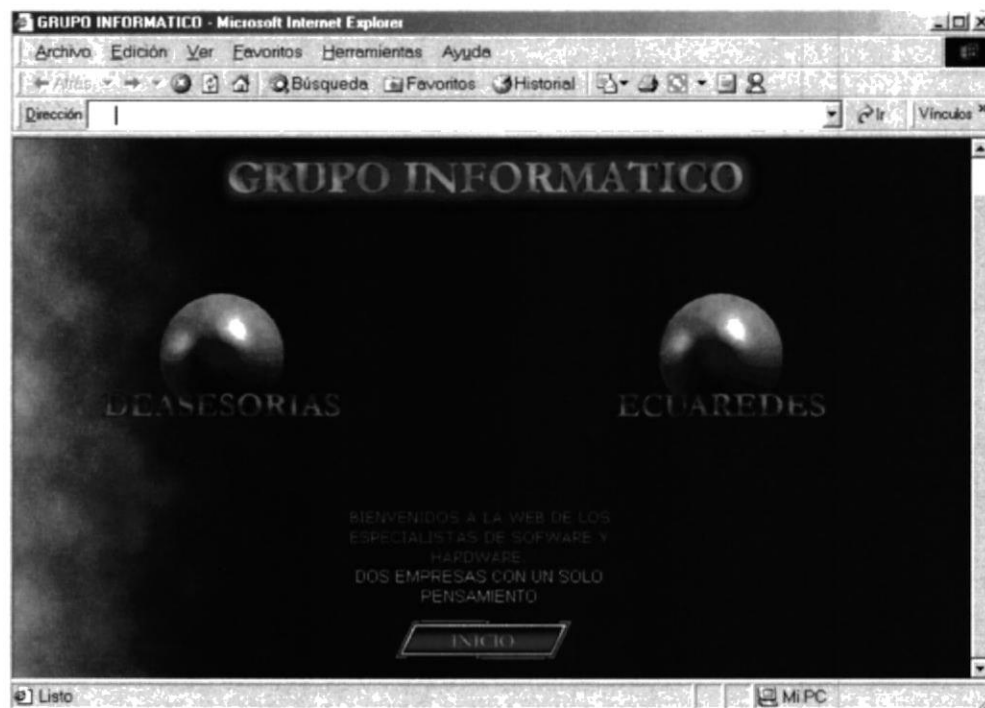 GRUPO INFORMATICO - Microsoft Internet Explorer
Archivo Edición Ver Favoritos Herramientas Ayuda
Atrás Búsqueda Favoritos Historial
Dirección Ir Vínculos
GRUPO INFORMATICO
DEASESORIAS ECUAREDES
BIENVENIDOS A LA WEB DE LOS
ESPECIALISTAS DE SOFWARE Y
HARDWARE
DOS EMPRESAS CON UN SOLO
PENSAMIENTO
INICIO
Listo Mi PC